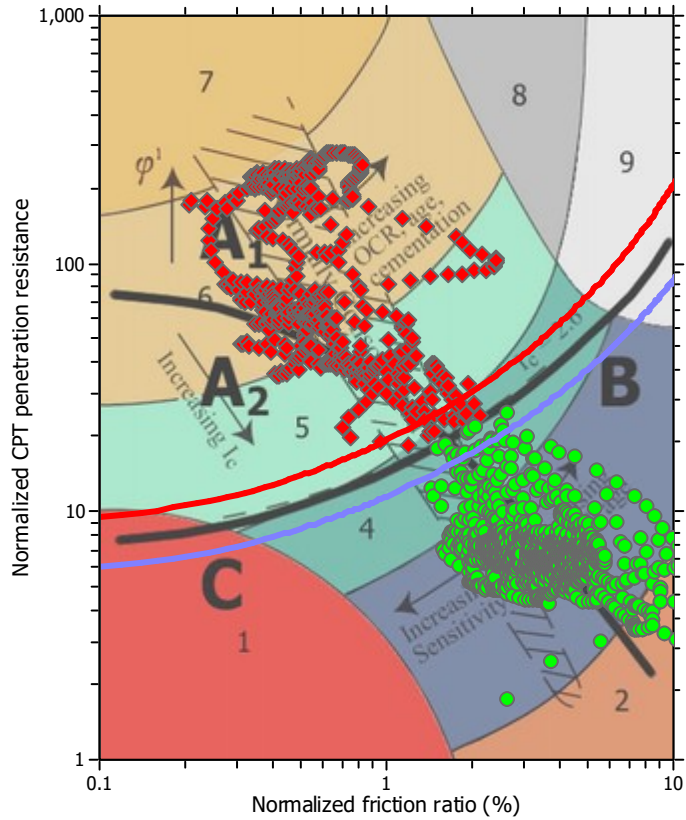 1,000
100
10
1
0.1
1
10
Normalized CPT penetration resistance
Normalized friction ratio (%)
7
8
9
φ'
A1
6
A2
Increasing
OCR, age,
cementation
Increasing Ic
5
B
4
C
1
Increasing
Sensitivity
2